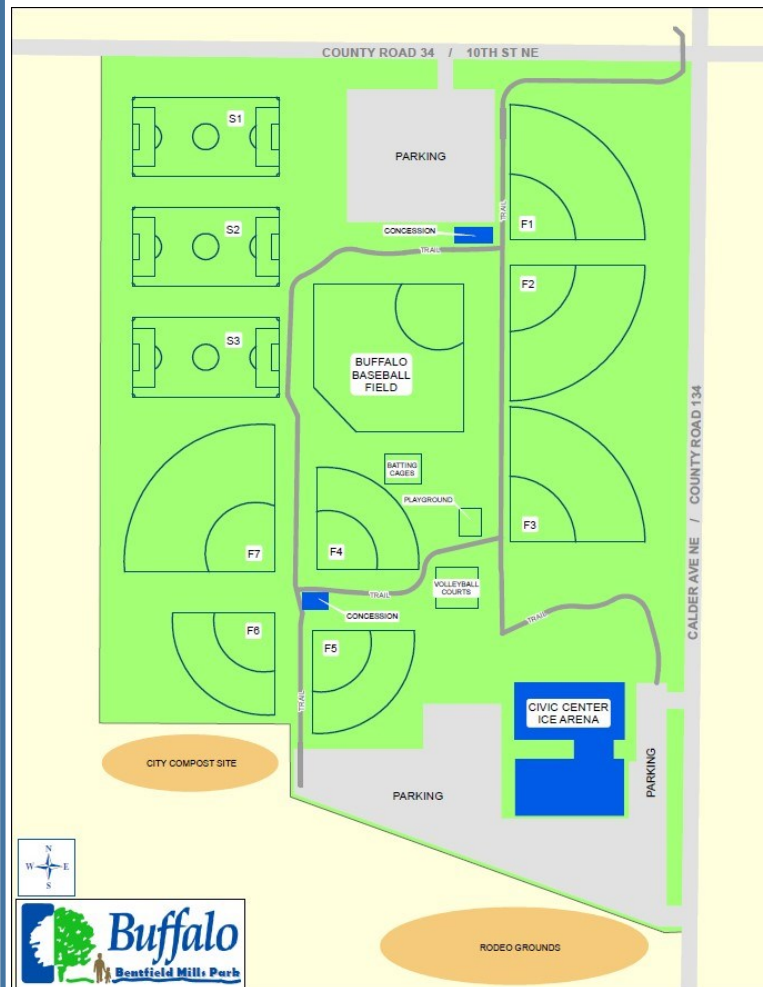 COUNTY ROAD 34 / 10TH ST NE
S1
PARKING
F1
TRAIL
S2
CONCESSION
TRAIL
F2
S3
BUFFALO
BASEBALL
FIELD
CALDER AVE NE / COUNTY ROAD 134
BATTING
CAGES
PLAYGROUND
F3
F7
F4
VOLLEYBALL
COURTS
TRAIL
CONCESSION
TRAIL
F6
F5
TRAIL
CIVIC CENTER
ICE ARENA
CITY COMPOST SITE
PARKING
PARKING
N
W E
S
Buffalo
Bentfield Mills Park
RODEO GROUNDS